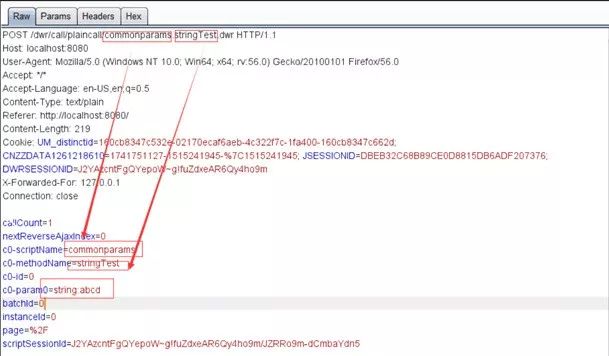 Raw Params Headers Hex
POST /dwr/call/plaincall/commonparams.stringTest.dwr HTTP/1.1
Host: localhost:8080
User-Agent: Mozilla/5.0 (Windows NT 10.0; Win64; x64; rv:56.0) Gecko/20100101 Firefox/56.0
Accept: */*
Accept-Language: en-US,en;q=0.5
Content-Type: text/plain
Referer: http://localhost:8080/
Content-Length: 219
Cookie: UM_distinctid=160cb8347c532e-02170ecaf6aeb-4c322f7c-1fa400-160cb8347c662d;
CNZZDATA1261218610=1741751127-1515241945-%7C1515241945; JSESSIONID=DBEB32C68B89CE0D8815DB6ADF207376;
DWRSESSIONID=J2YAzcntFgQYepoW~gIfuZdxeAR6Qy4ho9m
X-Forwarded-For: 127.0.0.1
Connection: close
callCount=1
nextReverseAjaxIndex=0
c0-scriptName=commonparams
c0-methodName=stringTest
c0-id=0
c0-param0=string:abcd
batchId=0
instanceId=0
page=%2F
scriptSessionId=J2YAzcntFgQYepoW~gIfuZdxeAR6Qy4ho9m/JZRRo9m-dCmbaYdn5